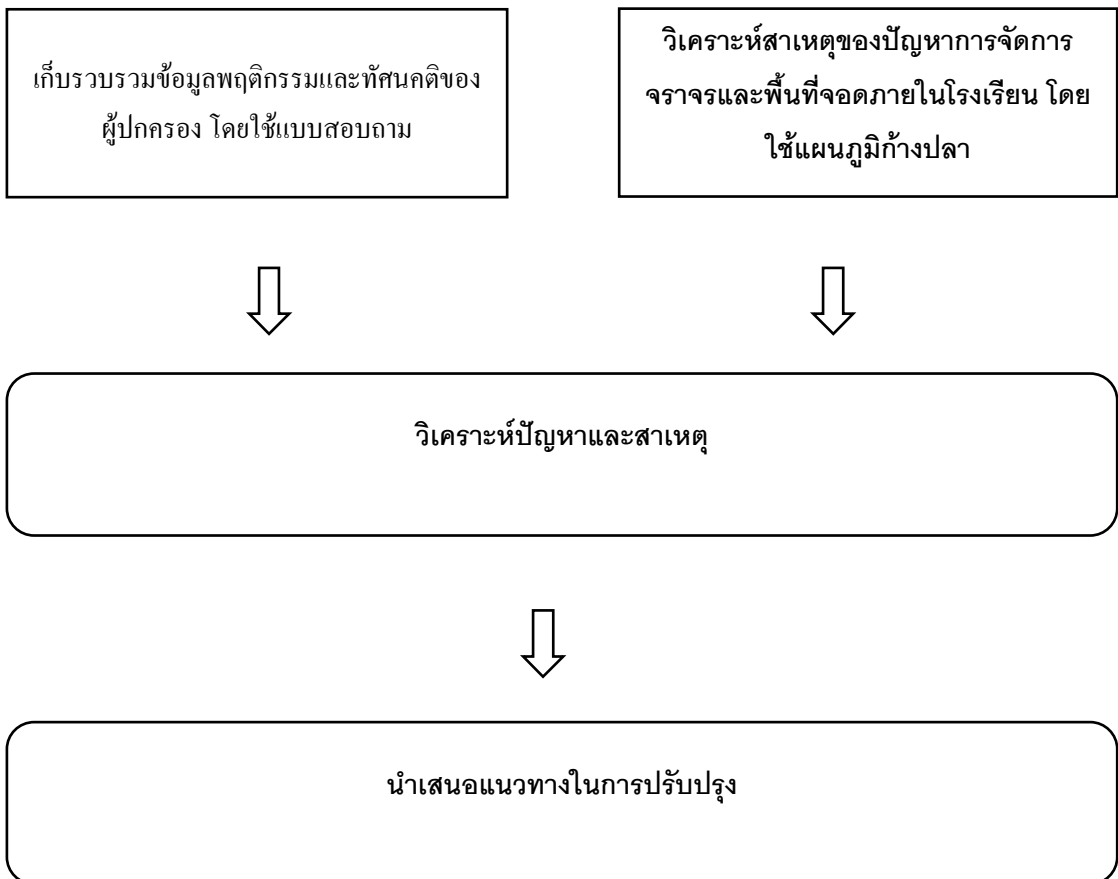 เก็บรวบรวมข้อมูลพฤติกรรมและทัศนคติของ
ผู้ปกครอง โดยใช้แบบสอบถาม
วิเคราะห์สาเหตุของปัญหาการจัดการ
จราจรและพื้นที่จอดภายในโรงเรียน โดย
ใช้แผนภูมิก้างปลา
วิเคราะห์ปัญหาและสาเหตุ
นำเสนอแนวทางในการปรับปรุง